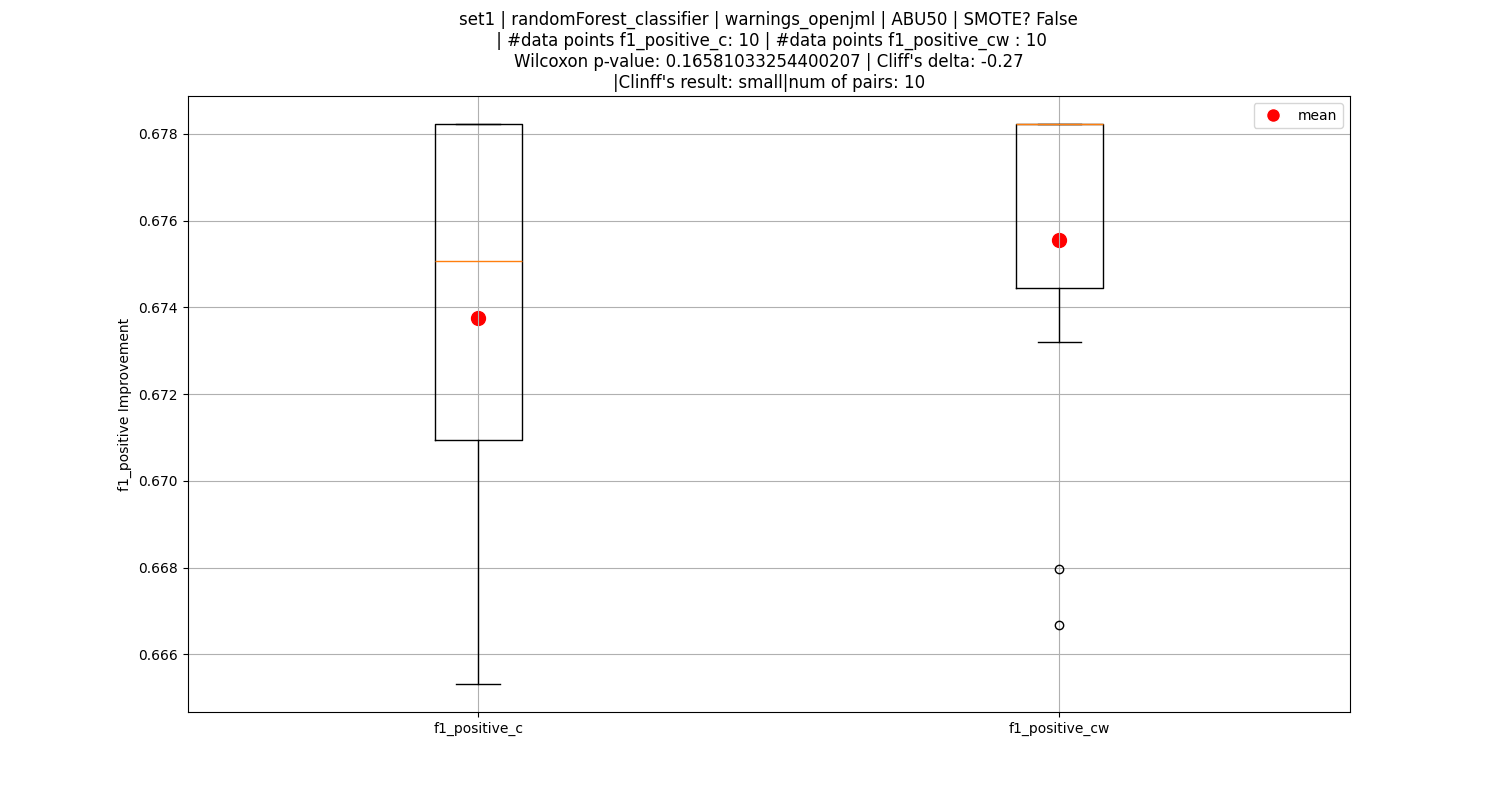 set1 | randomForest_classifier | warnings_openjml | ABU50 | SMOTE? False
| #data points f1_positive_c: 10 | #data points f1_positive_cw : 10
Wilcoxon p-value: 0.16581033254400207 | Cliff's delta: -0.27
|Clinff's result: small|num of pairs: 10
mean
0.678
0.676
0.674
0.672
0.670
0.668
0.666
f1_positive Improvement
f1_positive_c
f1_positive_cw